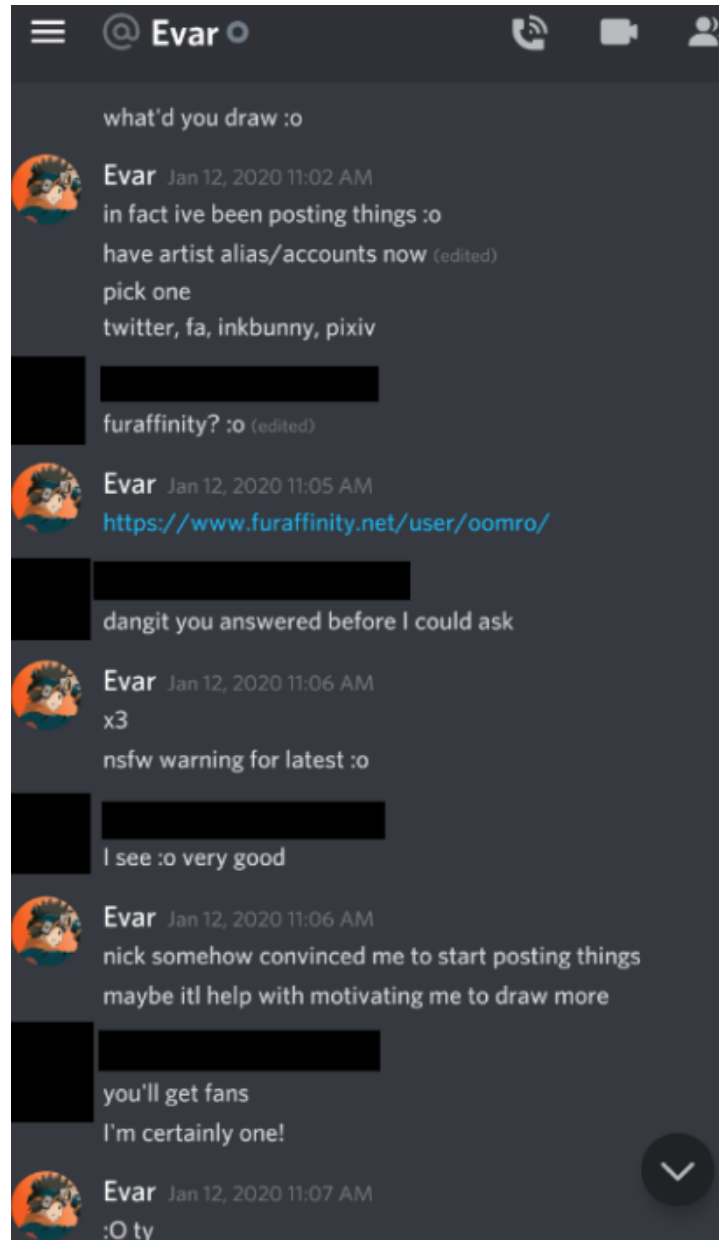 @ Evar
what'd you draw :o
Evar Jan 12, 2020 11:02 AM
in fact ive been posting things :o
have artist alias/accounts now (edited)
pick one
twitter, fa, inkbunny, pixiv
furaffinity? :o (edited)
Evar Jan 12, 2020 11:05 AM
https://www.furaffinity.net/user/oomro/
dangit you answered before I could ask
Evar Jan 12, 2020 11:06 AM
x3
nsfw warning for latest :o
I see :o very good
Evar Jan 12, 2020 11:06 AM
nick somehow convinced me to start posting things
maybe itl help with motivating me to draw more
you'll get fans
I'm certainly one!
Evar Jan 12, 2020 11:07 AM
:O ty